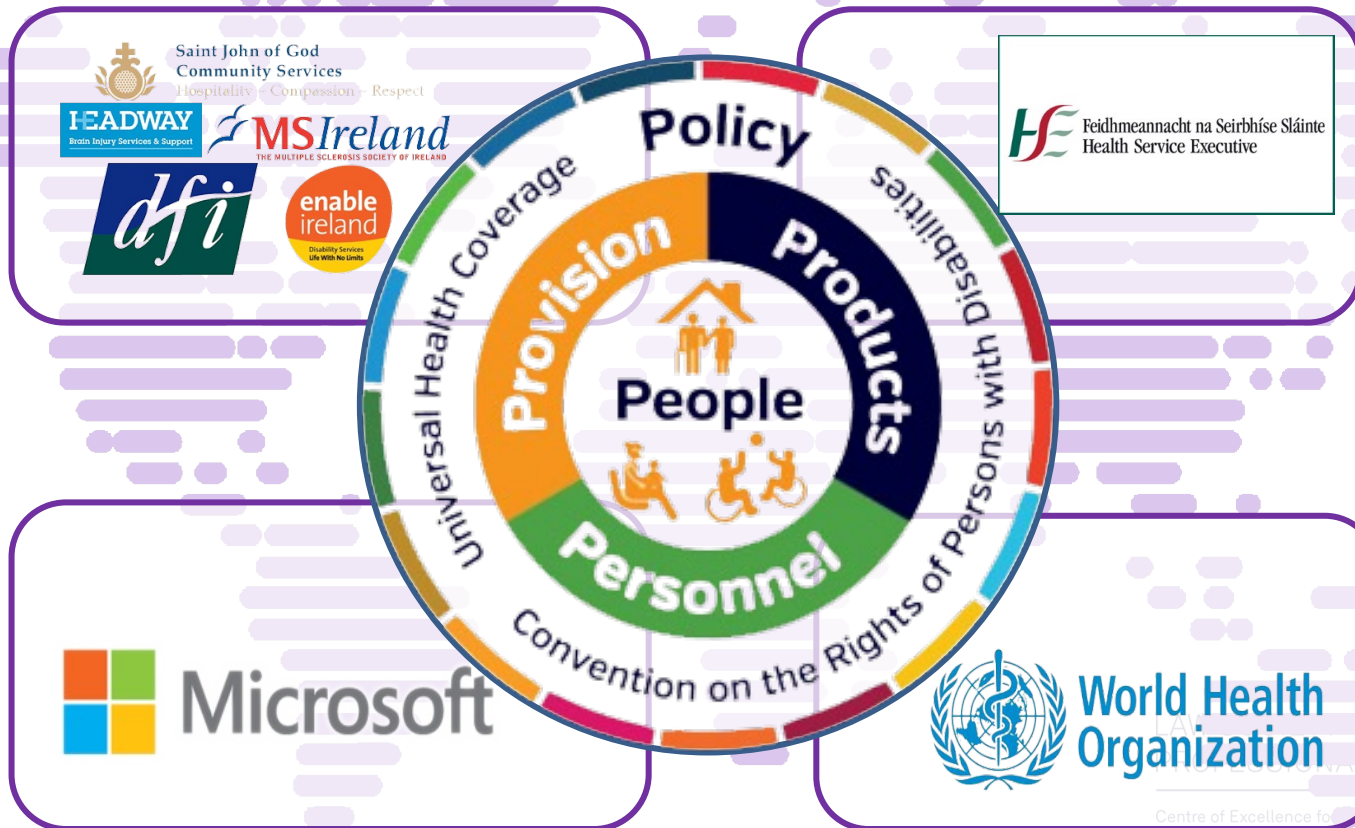 Saint John of God
Community Services
Hospitality – Compassion – Respect
HEADWAY
Brain Injury Services & Support
MSIreland
THE MULTIPLE SCLEROSIS SOCIETY OF IRELAND
dfi
enable
ireland
Disability Services
Life With No Limits
Policy
Universal Health Coverage
Convention on the Rights of Persons with Disabilities
Provision
Products
Personnel
People
HSE
Feidhmeannacht na Seirbhíse Sláinte
Health Service Executive
Microsoft
World Health
Organization
Centre of Excellence for